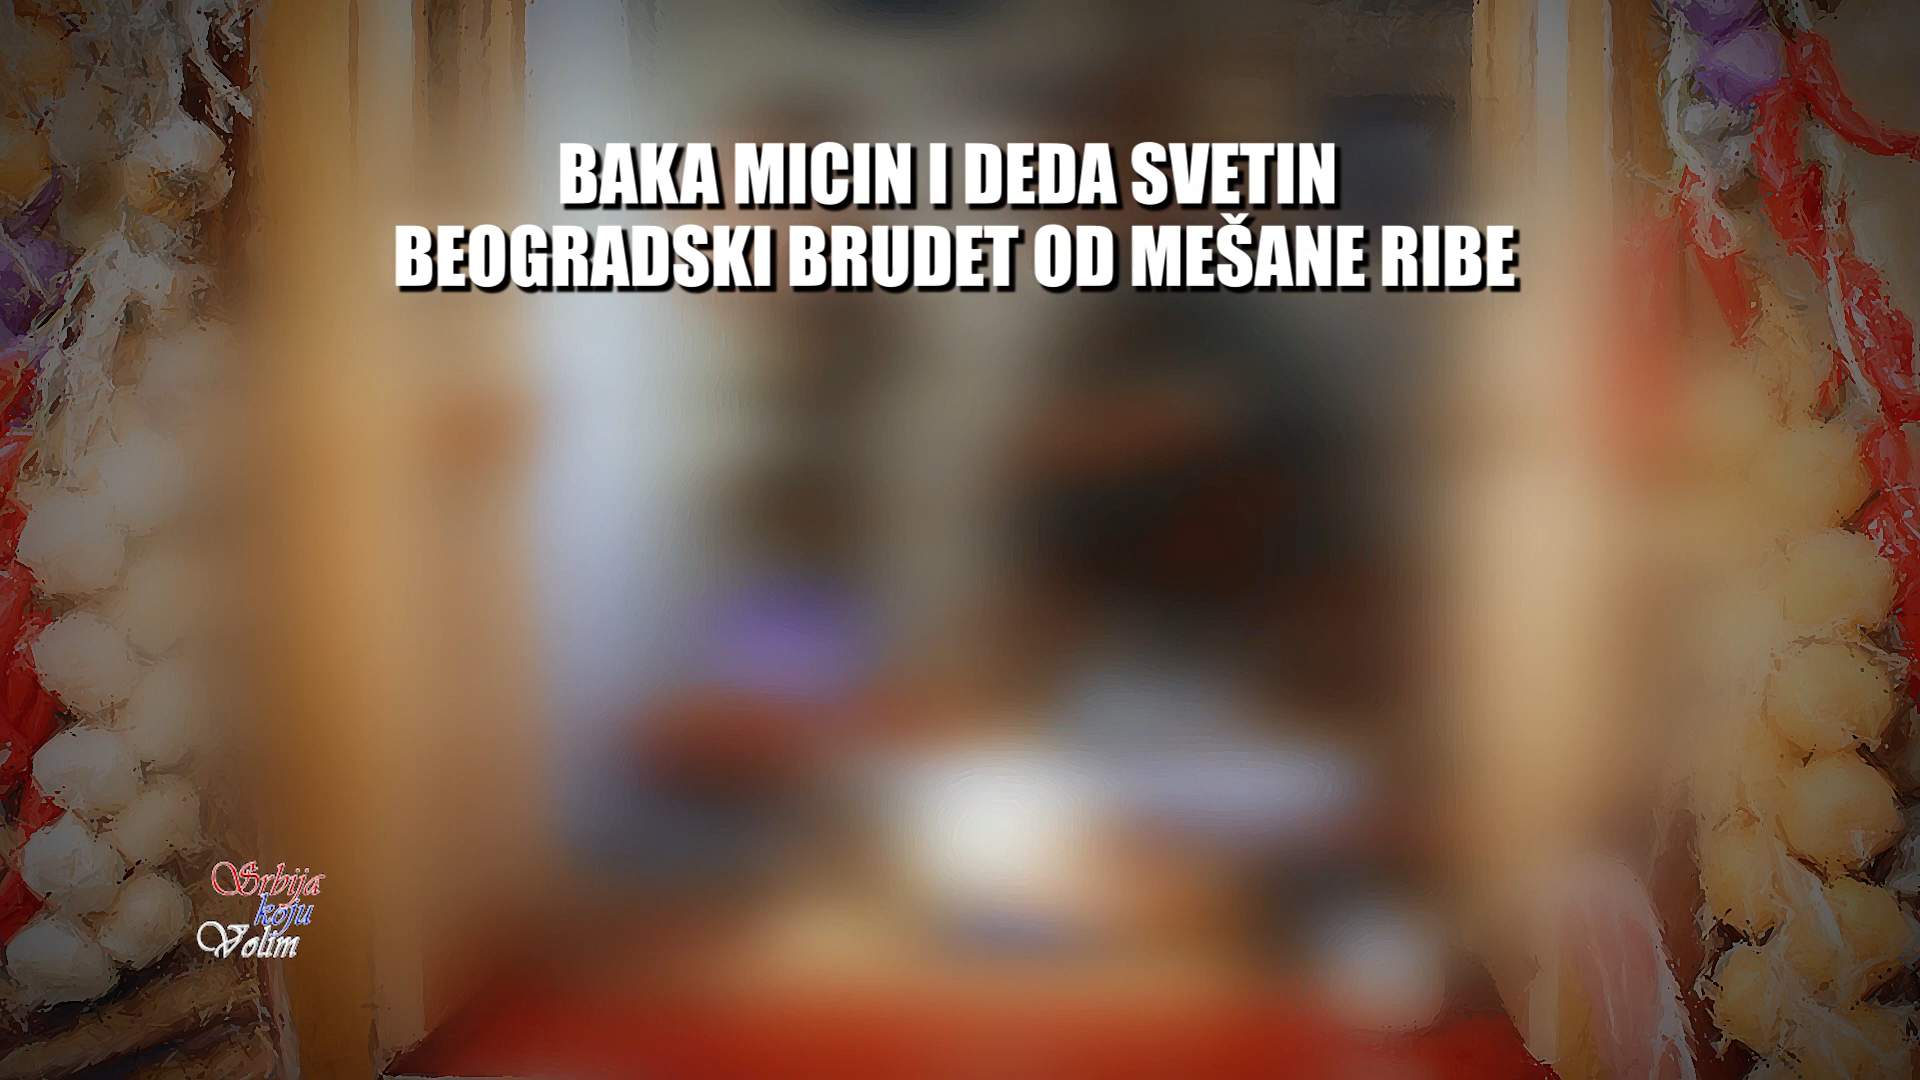 BAKA MICIN I DEDA SVETIN
BEOGRADSKI BRUDET OD MEŠANE RIBE
Srbija
koju
Volim